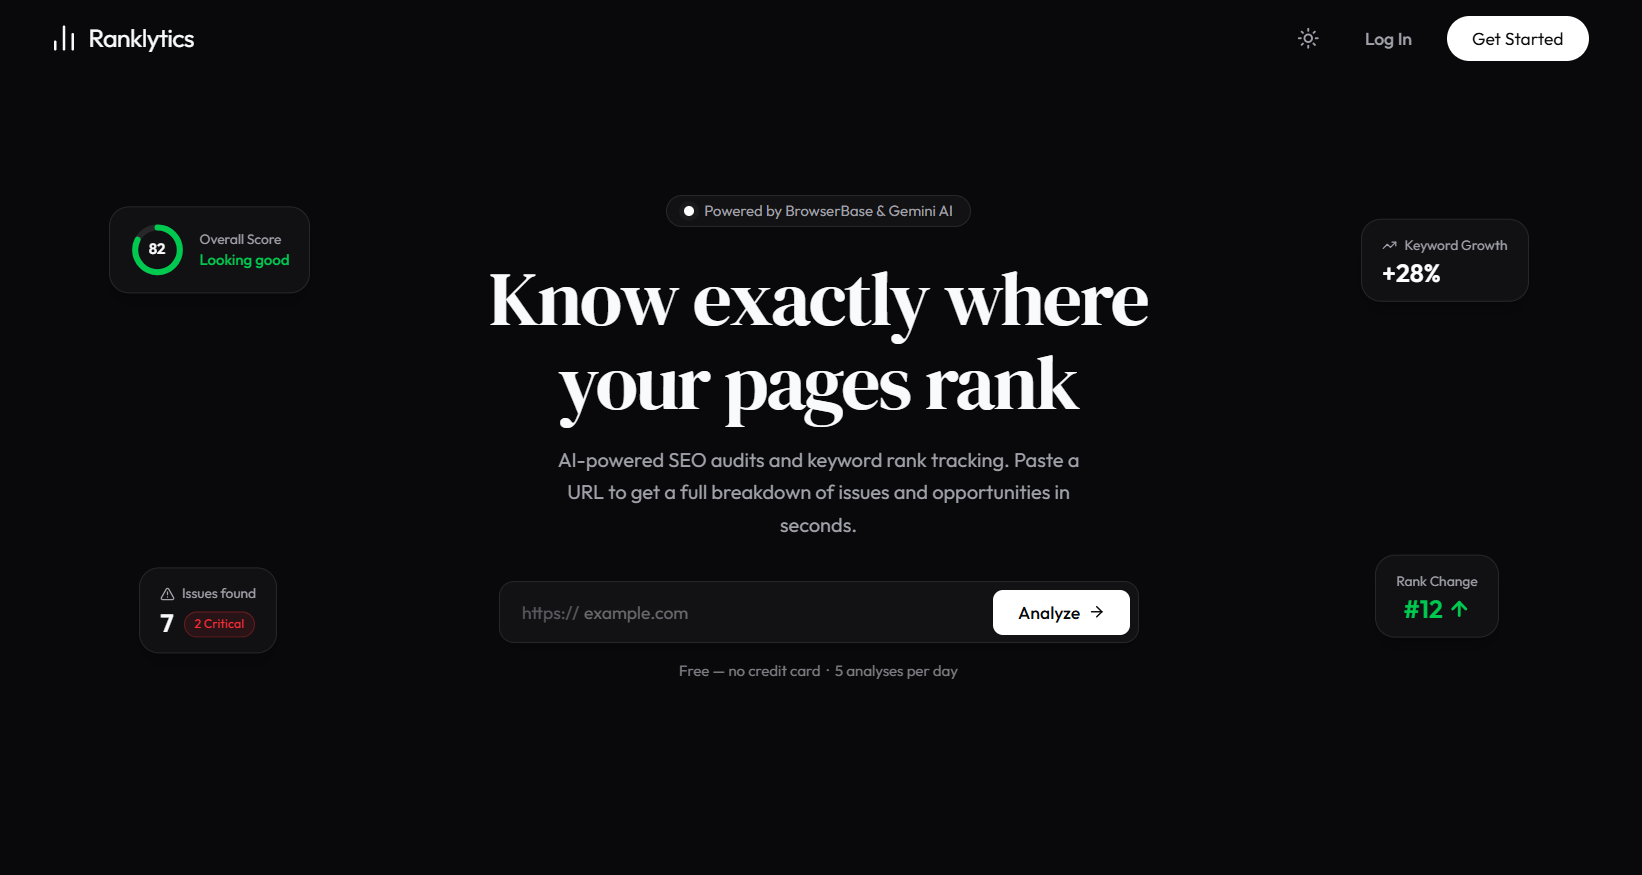 Ranklytics
Log In
Get Started
Powered by BrowserBase & Gemini AI
82
Overall Score
Looking good
Keyword Growth
+28%
Know exactly where
your pages rank
AI-powered SEO audits and keyword rank tracking. Paste a
URL to get a full breakdown of issues and opportunities in
seconds.
Issues found
7 2 Critical
https:// example.com
Analyze →
Rank Change
#12 ↑
Free — no credit card · 5 analyses per day